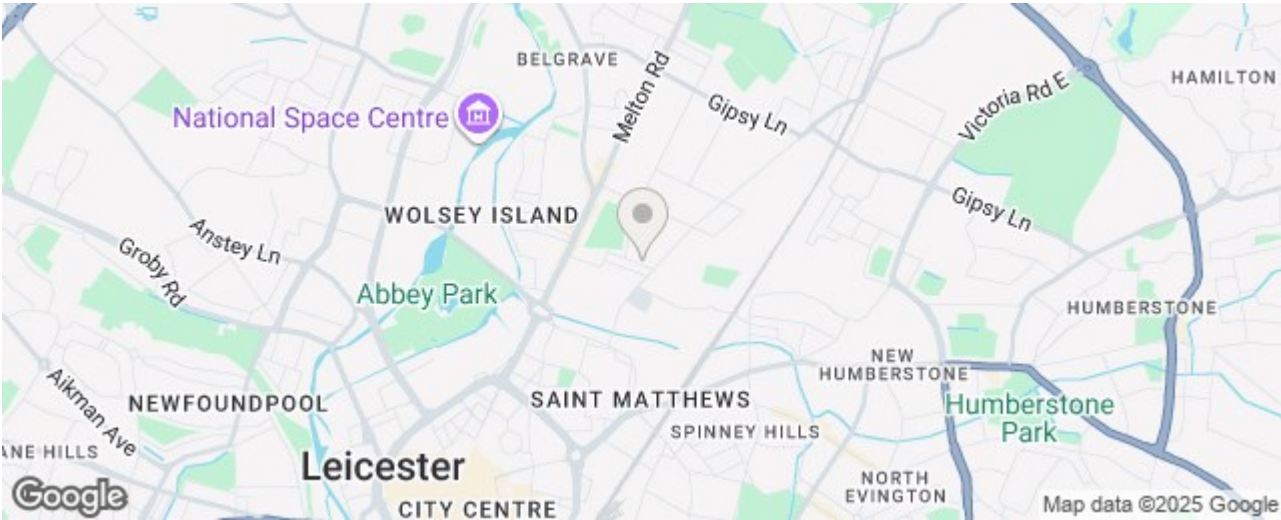 BELGRAVE
Melton Rd
HAMILTON
National Space Centre
Gipsy Ln
Victoria Rd E
WOLSEY ISLAND
Gipsy Ln
Anstey Ln
Groby Rd
Abbey Park
HUMBERSTONE
NEW
HUMBERSTONE
Aikman Ave
NEWFOUNDPOOL
SAINT MATTHEWS
Humberstone
Park
SPINNEY HILLS
ANE HILLS
Leicester
NORTH
EVINGTON
Google
CITY CENTRE
Map data ©2025 Google